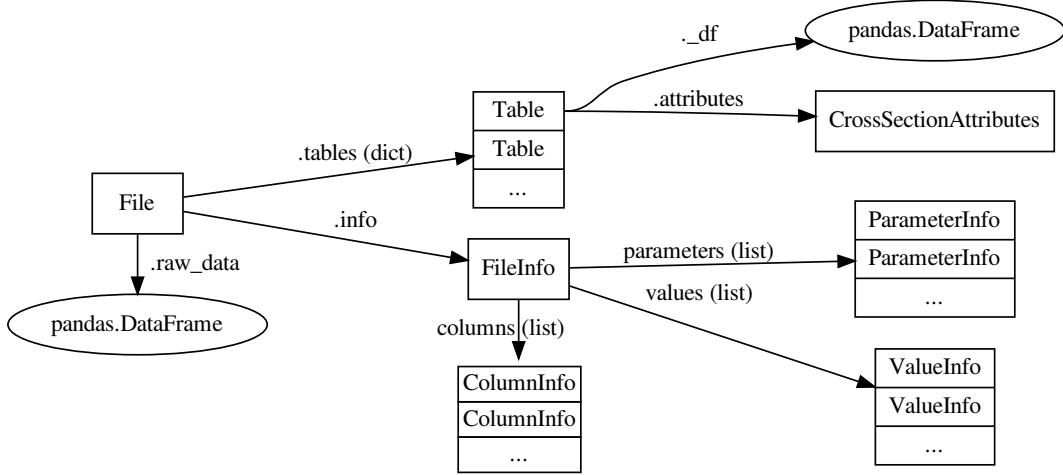 ._df
pandas.DataFrame
.attributes
CrossSectionAttributes
Table
Table
...
.tables (dict)
File
.info
.raw_data
pandas.DataFrame
FileInfo
parameters (list)
ParameterInfo
ParameterInfo
...
values (list)
columns (list)
ColumnInfo
ColumnInfo
...
ValueInfo
ValueInfo
...